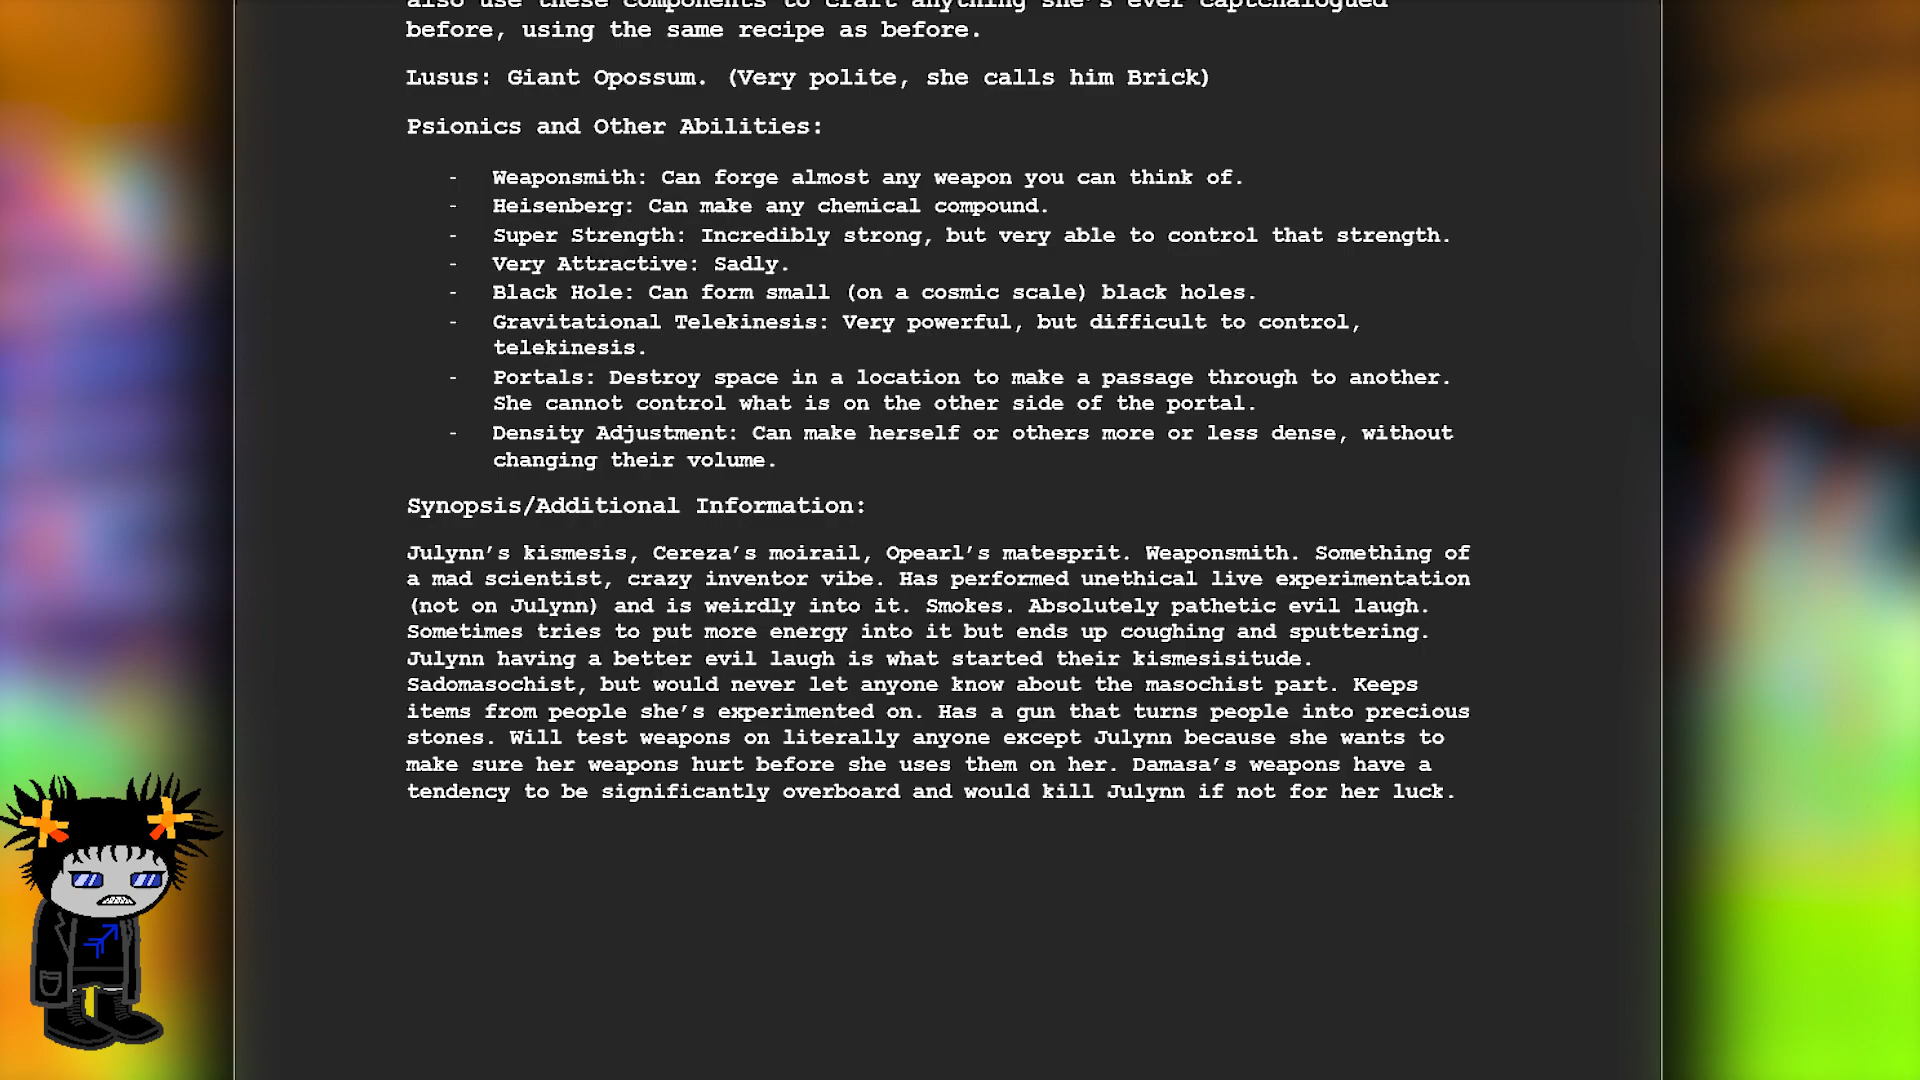 also use these components to craft anything she's ever captchalogued
before, using the same recipe as before.
Lusus: Giant Opossum. (Very polite, she calls him Brick)
Psionics and Other Abilities:
- Weaponsmith: Can forge almost any weapon you can think of.
- Heisenberg: Can make any chemical compound.
- Super Strength: Incredibly strong, but very able to control that strength.
- Very Attractive: Sadly.
- Black Hole: Can form small (on a cosmic scale) black holes.
- Gravitational Telekinesis: Very powerful, but difficult to control,
telekinesis.
- Portals: Destroy space in a location to make a passage through to another.
She cannot control what is on the other side of the portal.
- Density Adjustment: Can make herself or others more or less dense, without
changing their volume.
Synopsis/Additional Information:
Julynn’s kismesis, Cereza’s moirail, Opearl’s matesprit. Weaponsmith. Something of
a mad scientist, crazy inventor vibe. Has performed unethical live experimentation
(not on Julynn) and is weirdly into it. Smokes. Absolutely pathetic evil laugh.
Sometimes tries to put more energy into it but ends up coughing and sputtering.
Julynn having a better evil laugh is what started their kismesisitude.
Sadomasochist, but would never let anyone know about the masochist part. Keeps
items from people she’s experimented on. Has a gun that turns people into precious
stones. Will test weapons on literally anyone except Julynn because she wants to
make sure her weapons hurt before she uses them on her. Damasa’s weapons have a
tendency to be significantly overboard and would kill Julynn if not for her luck.